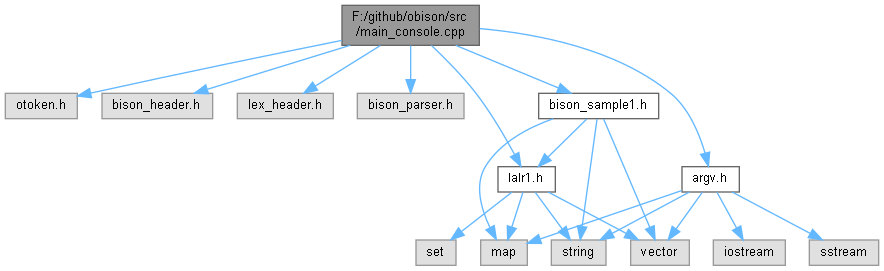 F:/github/obison/src
/main_console.cpp
otoken.h
bison_header.h
lex_header.h
bison_parser.h
bison_sample1.h
lalr1.h
argv.h
set
map
string
vector
iostream
sstream